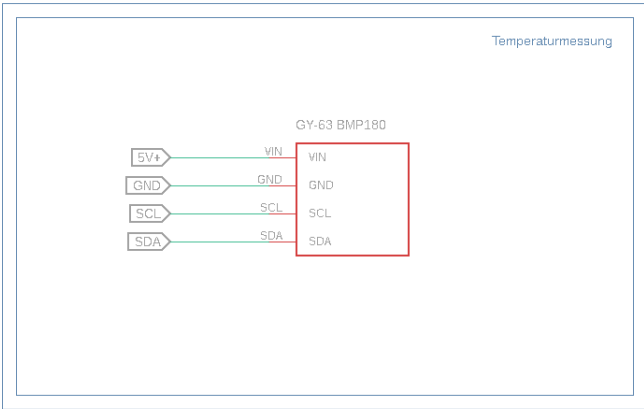 Temperaturmessung
GY-63 BMP180
5V+ VIN VIN
GND GND GND
SCL SCL SCL
SDA SDA SDA